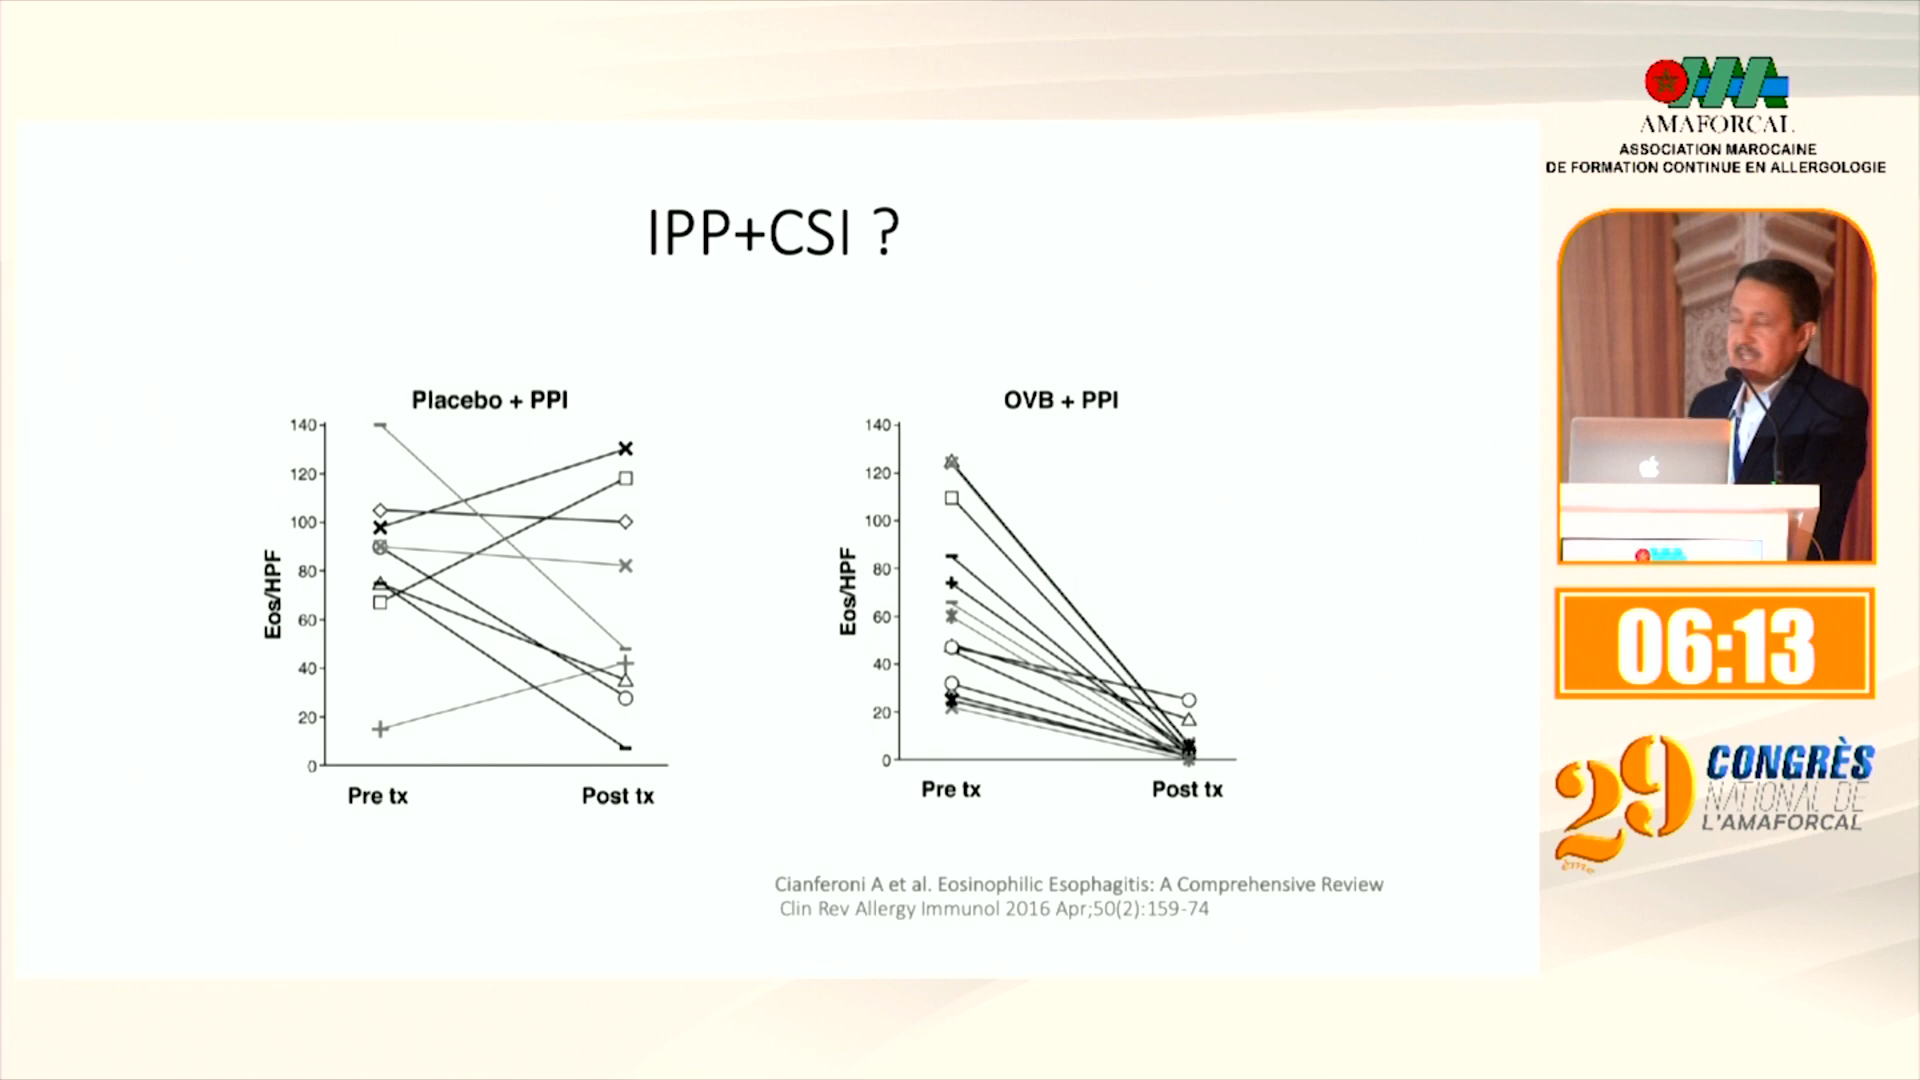 IPP+CSI ?
Placebo + PPI
140
120
100
80
60
40
20
0
Eos/HPF
Pre tx
Post tx
OVB + PPI
140
120
100
80
60
40
20
0
Eos/HPF
Pre tx
Post tx
Cianferoni A et al. Eosinophilic Esophagitis: A Comprehensive Review
Clin Rev Allergy Immunol 2016 Apr;50(2):159-74
AMAFORCAL
ASSOCIATION MAROCAINE
DE FORMATION CONTINUE EN ALLERGOLOGIE
06:13
29
ème
CONGRÈS
NATIONAL DE
L'AMAFORCAL